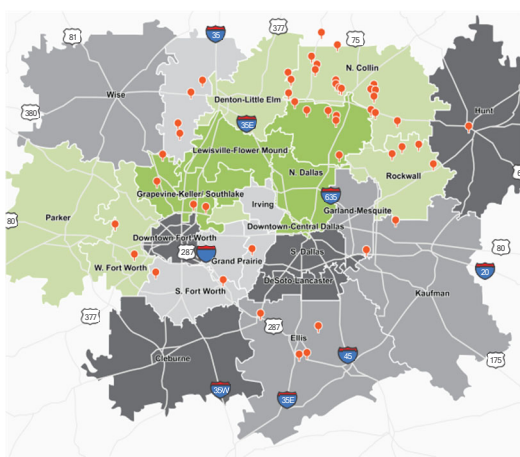 377
35
75
81
N. Collin
Wise
Denton-Little Elm
380
Hunt
35E
Lewisville-Flower Mound
N. Dallas
Rockwall
Grapevine-Keller/ Southlake
635
Irving
Garland-Mesquite
80
Parker
Downtown-Central Dallas
Downtown-Fort Worth
287
S. Dallas
80
Grand Prairie
W. Fort Worth
20
DeSoto-Lancaster
S. Fort Worth
Kaufman
377
287
Ellis
Cleburne
45
175
35W
35E